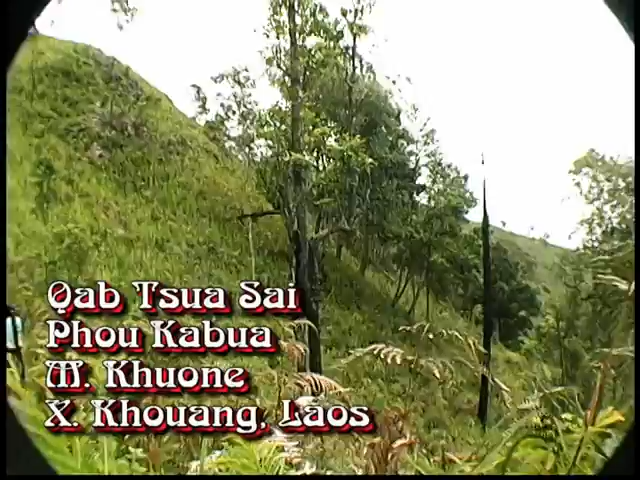 Qab Tsua Sai
Phou Kabua
M. Khuone
X. Khouang, Laos